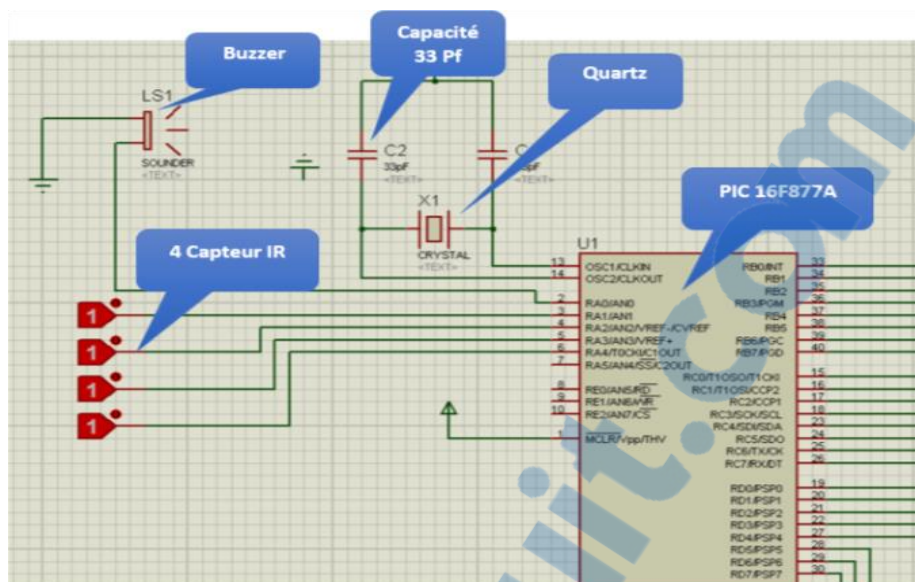 Capacité
33 Pf
Buzzer
Quartz
LS1
SOUNDER
<TEXT>
C2
33pF
<TEXT>
X1
CRYSTAL
<TEXT>
PIC 16F877A
4 Capteur IR
U1
1
1
1
1
13 OSC1/CLKIN
14 OSC2/CLKOUT
2 RA0/AN0
3 RA1/AN1
4 RA2/AN2/VREF-/CVREF
5 RA3/AN3/VREF+
6 RA4/T0CKI/C1OUT
7 RA5/AN4/SS/C2OUT
8 RE0/AN5/RD
9 RE1/AN6/WR
10 RE2/AN7/CS
1 MCLR/Vpp/THV
RB0/INT 33
RB1 34
RB2 35
RB3/PGM 36
RB4 37
RB5 38
RB6/PGC 39
RB7/PGD 40
RC0/T1OSO/T1CKI 15
RC1/T1OSI/CCP2 16
RC2/CCP1 17
RC3/SCK/SCL 18
RC4/SDI/SDA 23
RC5/SDO 24
RC6/TX/CK 25
RC7/RX/DT 26
RD0/PSP0 19
RD1/PSP1 20
RD2/PSP2 21
RD3/PSP3 22
RD4/PSP4 27
RD5/PSP5 28
RD6/PSP6 29
RD7/PSP7 30
uit.com